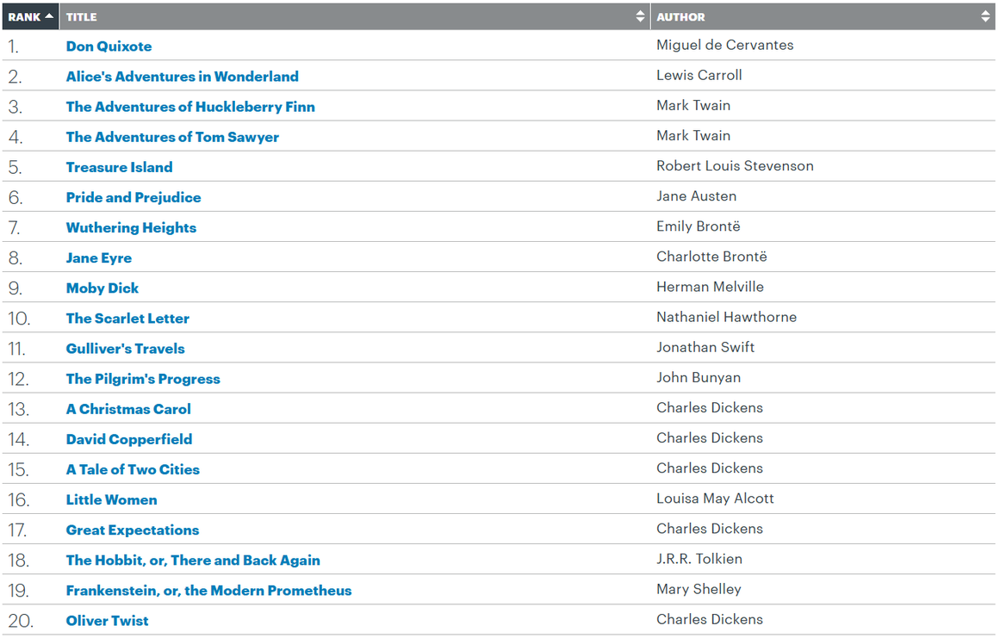 RANK TITLE AUTHOR
1. Don Quixote Miguel de Cervantes
2. Alice's Adventures in Wonderland Lewis Carroll
3. The Adventures of Huckleberry Finn Mark Twain
4. The Adventures of Tom Sawyer Mark Twain
5. Treasure Island Robert Louis Stevenson
6. Pride and Prejudice Jane Austen
7. Wuthering Heights Emily Brontë
8. Jane Eyre Charlotte Brontë
9. Moby Dick Herman Melville
10. The Scarlet Letter Nathaniel Hawthorne
11. Gulliver's Travels Jonathan Swift
12. The Pilgrim's Progress John Bunyan
13. A Christmas Carol Charles Dickens
14. David Copperfield Charles Dickens
15. A Tale of Two Cities Charles Dickens
16. Little Women Louisa May Alcott
17. Great Expectations Charles Dickens
18. The Hobbit, or, There and Back Again J.R.R. Tolkien
19. Frankenstein, or, the Modern Prometheus Mary Shelley
20. Oliver Twist Charles Dickens